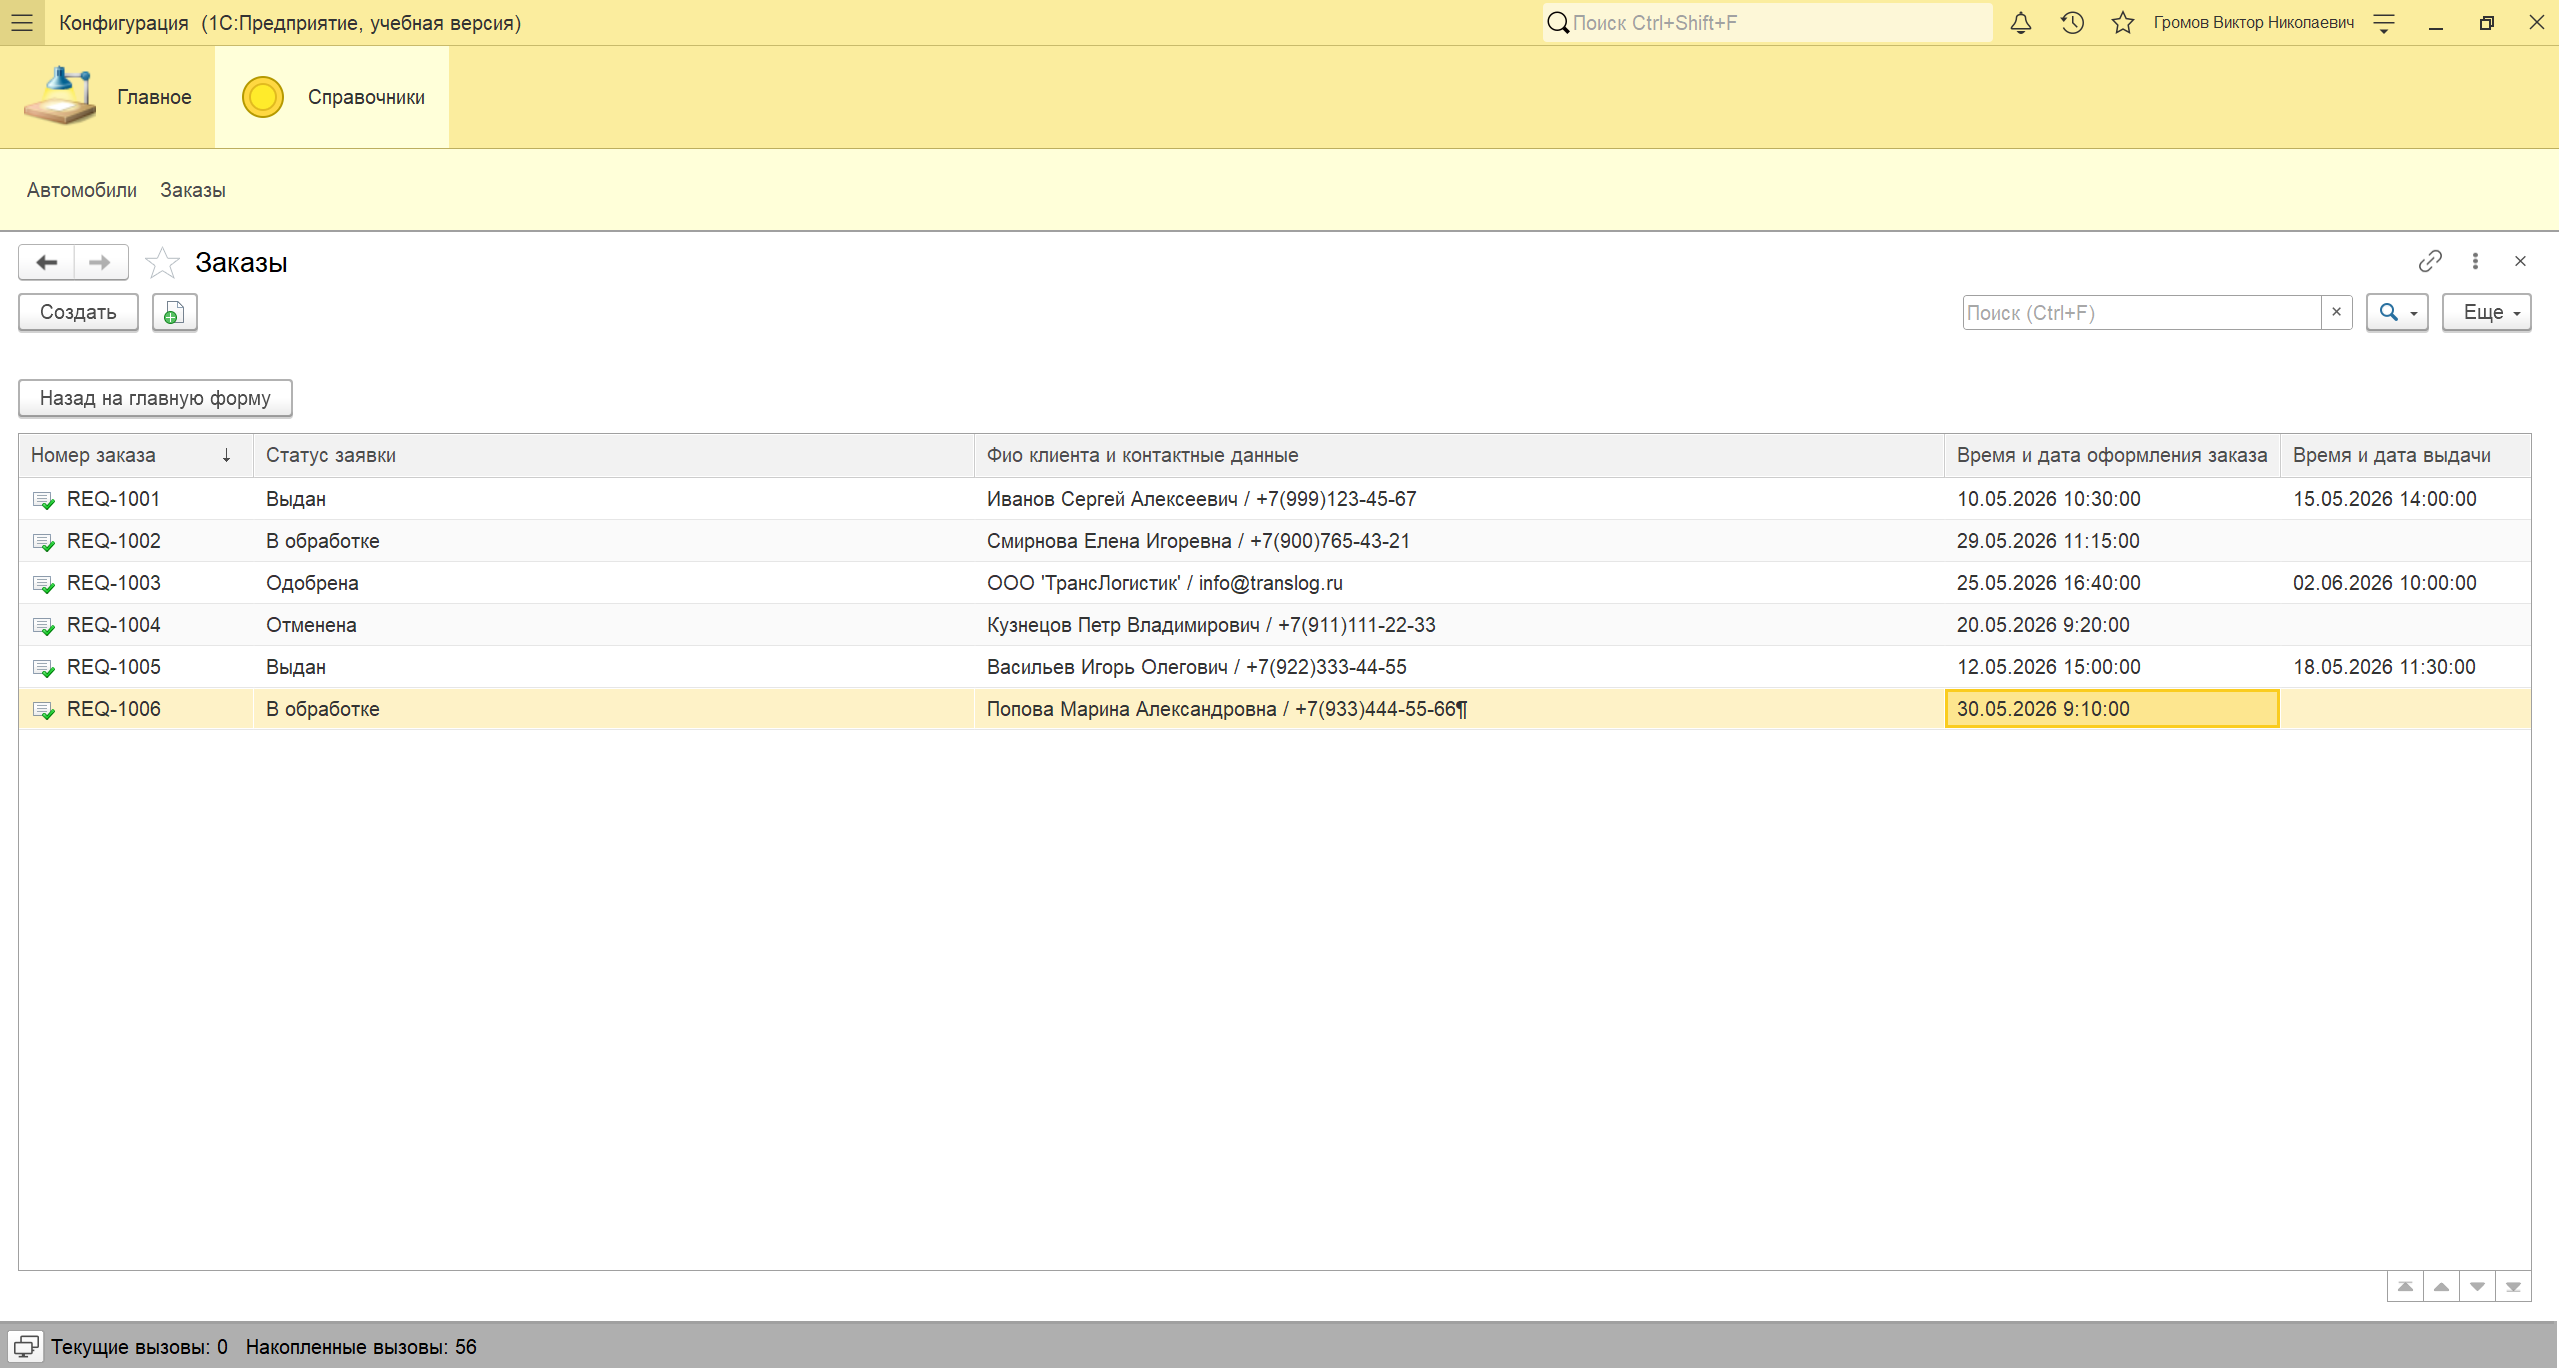 Конфигурация (1С:Предприятие, учебная версия)
Поиск Ctrl+Shift+F
Громов Виктор Николаевич
Главное
Справочники
Автомобили Заказы
Заказы
Создать
Поиск (Ctrl+F)
×
Еще
Назад на главную форму
Номер заказа ↓ Статус заявки Фио клиента и контактные данные Время и дата оформления заказа Время и дата выдачи
REQ-1001 Выдан Иванов Сергей Алексеевич / +7(999)123-45-67 10.05.2026 10:30:00 15.05.2026 14:00:00
REQ-1002 В обработке Смирнова Елена Игоревна / +7(900)765-43-21 29.05.2026 11:15:00
REQ-1003 Одобрена ООО 'ТрансЛогистик' / info@translog.ru 25.05.2026 16:40:00 02.06.2026 10:00:00
REQ-1004 Отменена Кузнецов Петр Владимирович / +7(911)111-22-33 20.05.2026 9:20:00
REQ-1005 Выдан Васильев Игорь Олегович / +7(922)333-44-55 12.05.2026 15:00:00 18.05.2026 11:30:00
REQ-1006 В обработке Попова Марина Александровна / +7(933)444-55-66¶ 30.05.2026 9:10:00
Текущие вызовы: 0 Накопленные вызовы: 56